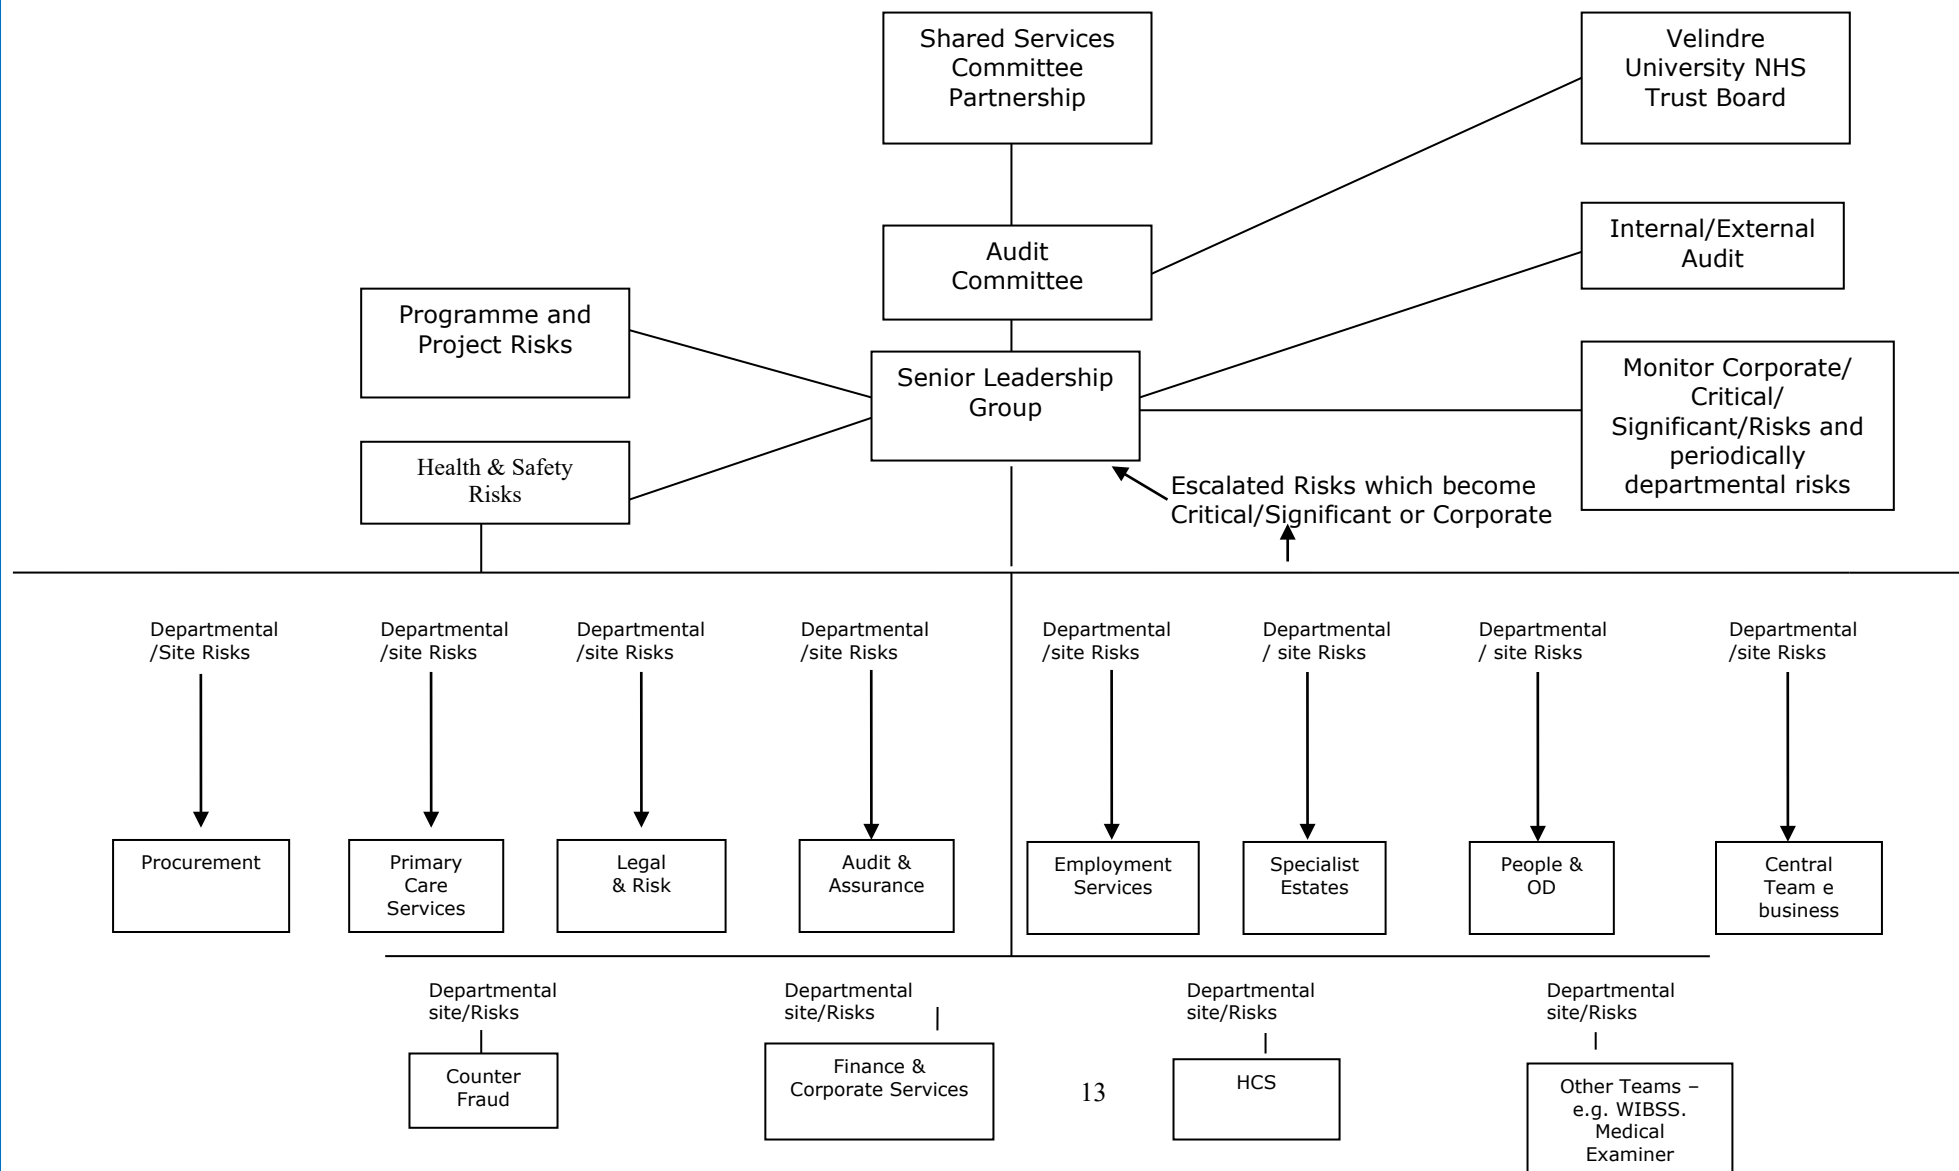 Shared Services
Committee
Partnership
Velindre
University NHS
Trust Board
Audit
Committee
Internal/External
Audit
Programme and
Project Risks
Senior Leadership
Group
Monitor Corporate/
Critical/
Significant/Risks and
periodically
departmental risks
Health & Safety
Risks
Escalated Risks which become
Critical/Significant or Corporate
Departmental
/Site Risks
Departmental
/site Risks
Departmental
/site Risks
Departmental
/site Risks
Departmental
/site Risks
Departmental
/ site Risks
Departmental
/ site Risks
Departmental
/site Risks
Procurement
Primary
Care
Services
Legal
& Risk
Audit &
Assurance
Employment
Services
Specialist
Estates
People &
OD
Central
Team e
business
Departmental
site/Risks
Departmental
site/Risks
Departmental
site/Risks
Departmental
site/Risks
Counter
Fraud
Finance &
Corporate Services
13
HCS
Other Teams –
e.g. WIBSS.
Medical
Examiner